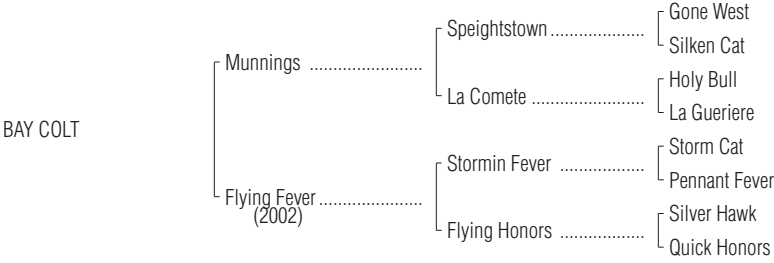 Gone West
Speightstown ....................
Silken Cat
Munnings ........................
Holy Bull
La Comete ........................
La Gueriere
BAY COLT
Storm Cat
Stormin Fever ..................
Pennant Fever
Flying Fever ......................
(2002)
Silver Hawk
Flying Honors ..................
Quick Honors